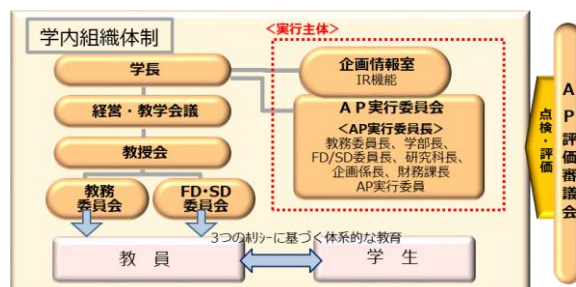 学内組織体制
<実行主体>
学長
経営・教学会議
教授会
教務
委員会
FD・SD
委員会
企画情報室
IR機能
ＡＰ実行委員会
<AP実行委員長>
教務委員長、学部長、
FD/SD委員長、研究科長、
企画係長、財務課長
AP実行委員
3つのﾎﾟﾘｼｰに基づく体系的な教育
教　員
学　生
点検・評価
ＡＰ評価審議会